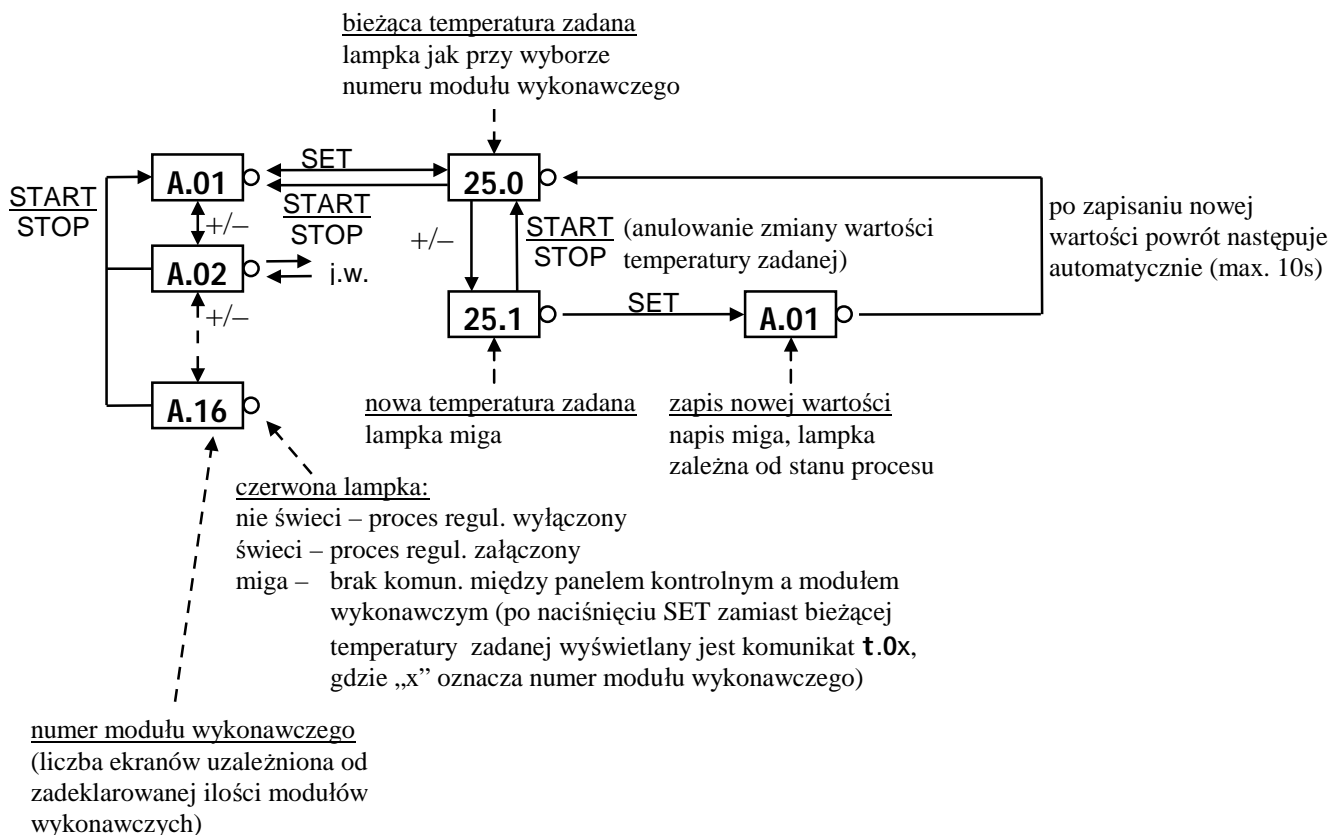 bieżąca temperatura zadana
lampka jak przy wyborze
numeru modułu wykonawczego
START
STOP
A.01
SET
START
STOP
25.0
+/–
A.02
j.w.
+/–
START (anulowanie zmiany wartości
STOP temperatury zadanej)
po zapisaniu nowej
wartości powrót następuje
automatycznie (max. 10s)
+/–
25.1
SET
A.01
A.16
nowa temperatura zadana
lampka miga
zapis nowej wartości
napis miga, lampka
zależna od stanu procesu
czerwona lampka:
nie świeci – proces regul. wyłączony
świeci – proces regul. załączony
miga – brak komun. między panelem kontrolnym a modułem
wykonawczym (po naciśnięciu SET zamiast bieżącej
temperatury zadanej wyświetlany jest komunikat t.0x,
gdzie „x” oznacza numer modułu wykonawczego)
numer modułu wykonawczego
(liczba ekranów uzależniona od
zadeklarowanej ilości modułów
wykonawczych)